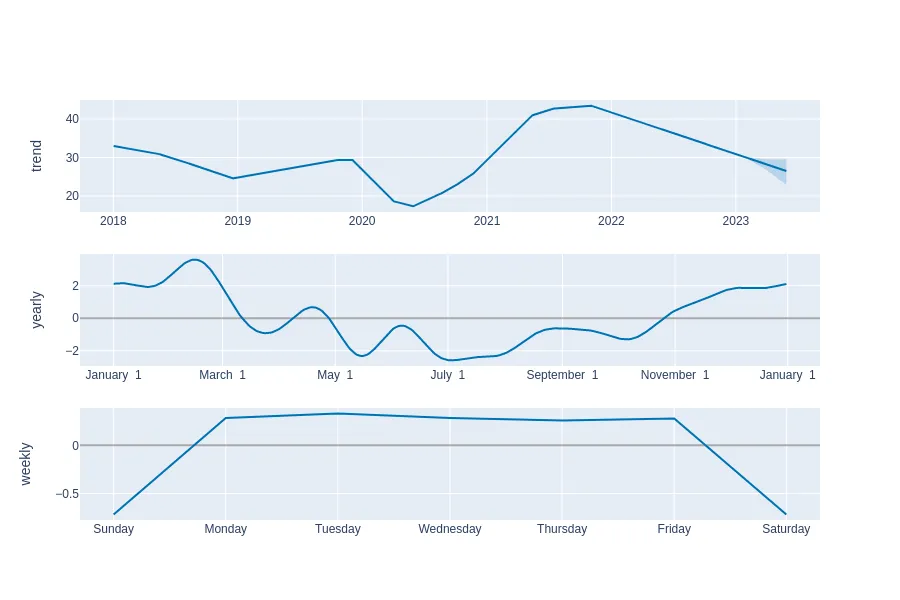 trend
40
30
20
2018 2019 2020 2021 2022 2023
yearly
2
0
−2
January 1 March 1 May 1 July 1 September 1 November 1 January 1
weekly
0
−0.5
Sunday Monday Tuesday Wednesday Thursday Friday Saturday